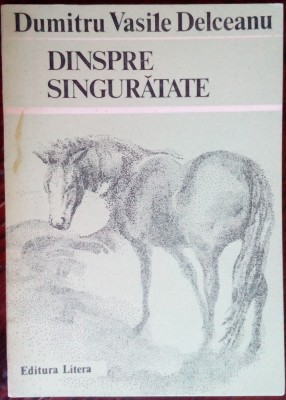 Dumitru Vasile Delceanu
DINSPRE
SINGURĂTATE
Editura Litera